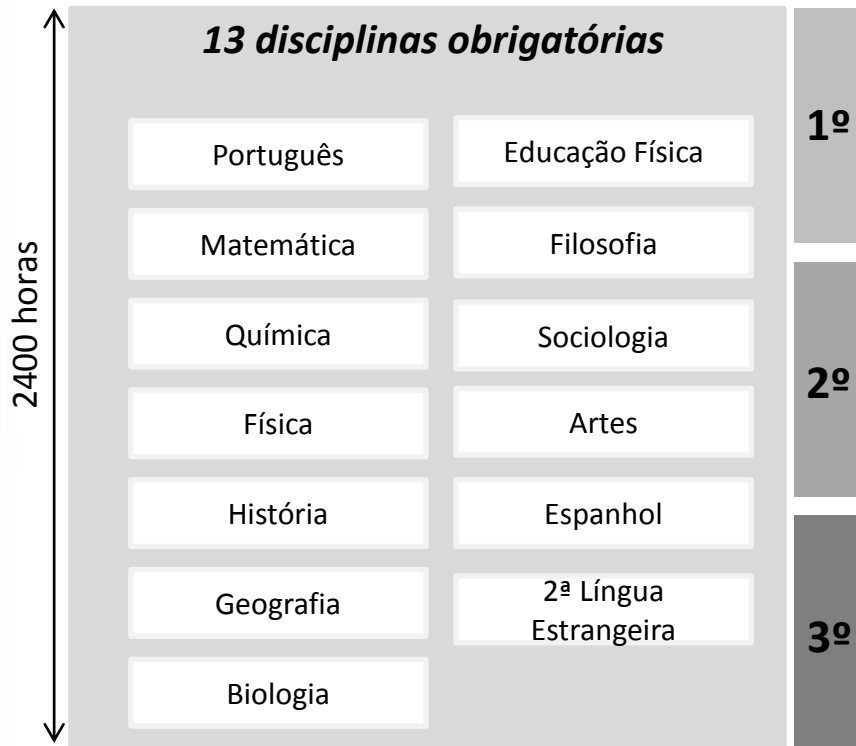 13 disciplinas obrigatórias
2400 horas
Português
Matemática
Química
Física
História
Geografia
Biologia
Educação Física
Filosofia
Sociologia
Artes
Espanhol
2ª Língua
Estrangeira
1º
2º
3º